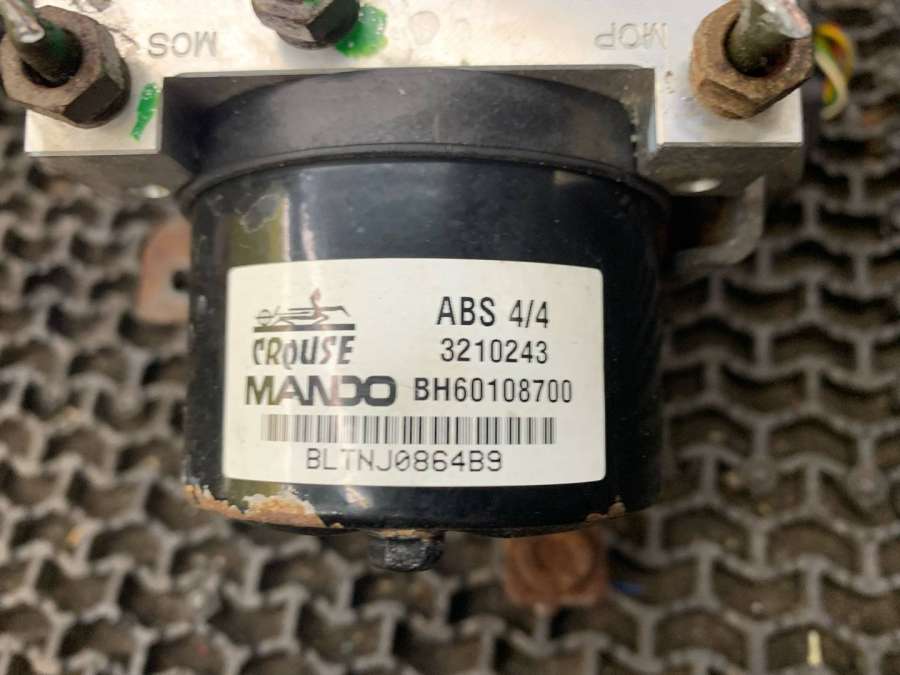 MOS
MOP
ABS 4/4
CROUSE
3210243
MANDO BH60108700
BLTNJ0864B9